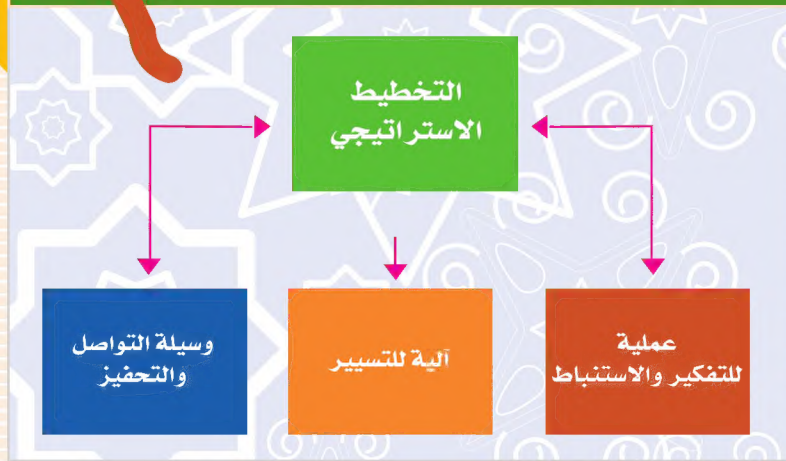 التخطيط
الاستراتيجي
عملية
للتفكير والاستنباط
آلية للتسيير
وسيلة التواصل
والتحفيز